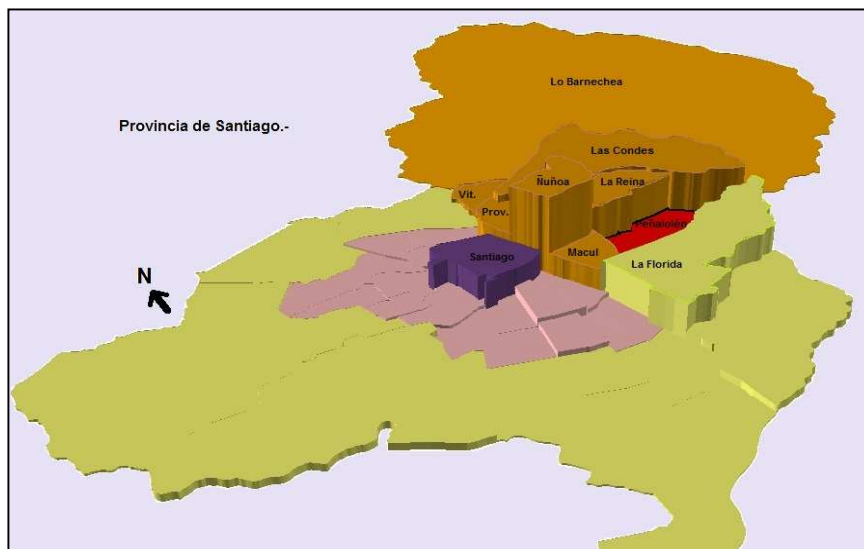 Lo Barnechea
Provincia de Santiago.-
Las Condes
Ñuñoa
La Reina
Vit.
Prov.
Peñalolén
Macul
Santiago
La Florida
N